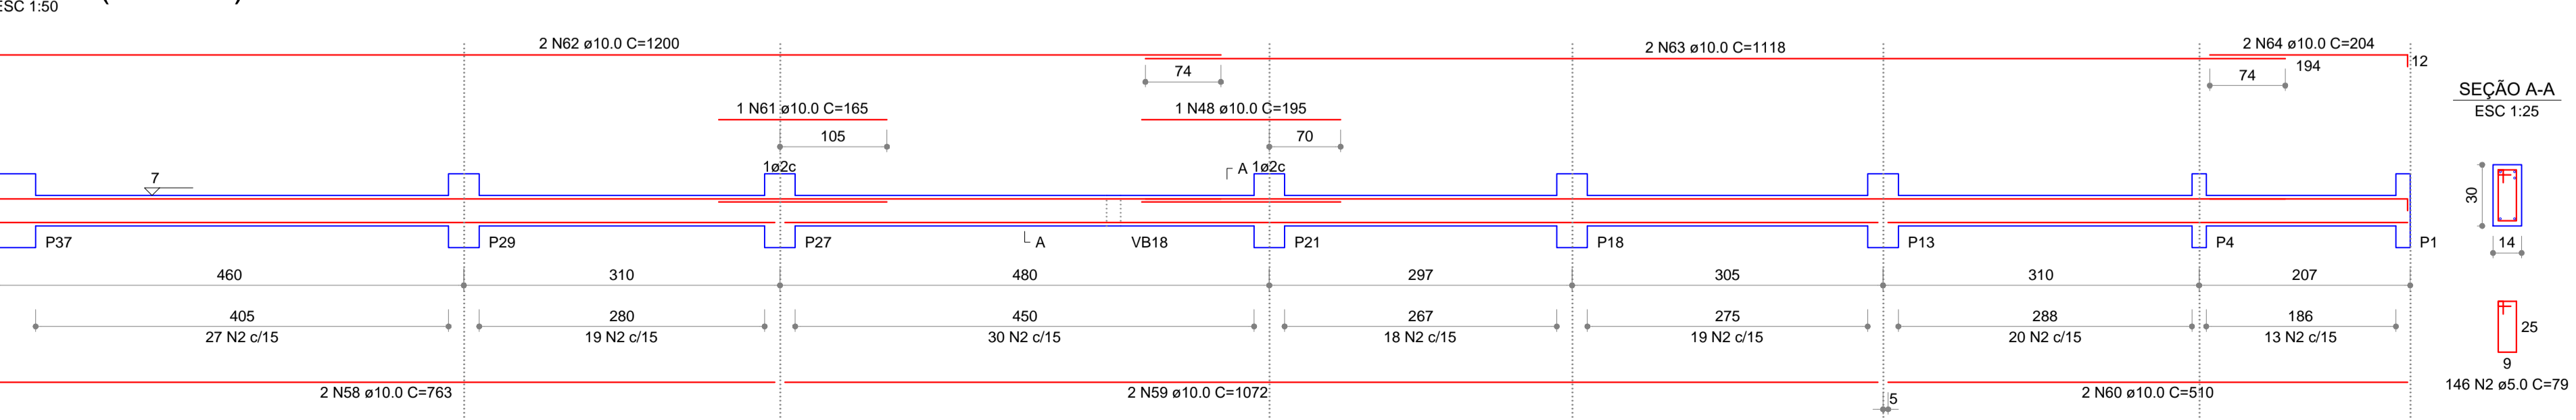 ESC 1:50
2 N62 ø10.0 C=1200
2 N63 ø10.0 C=1118
2 N64 ø10.0 C=204
12
74
74
194
SEÇÃO A-A
ESC 1:25
1 N61 ø10.0 C=165
1 N48 ø10.0 C=195
105
70
1ø2c
A
1ø2c
7
30
P37
P29
P27
A
VB18
P21
P18
P13
P4
P1
14
460
310
480
297
305
310
207
405
280
450
267
275
288
186
27 N2 c/15
19 N2 c/15
30 N2 c/15
18 N2 c/15
19 N2 c/15
20 N2 c/15
13 N2 c/15
25
9
146 N2 ø5.0 C=79
2 N58 ø10.0 C=763
2 N59 ø10.0 C=1072
2 N60 ø10.0 C=510
5